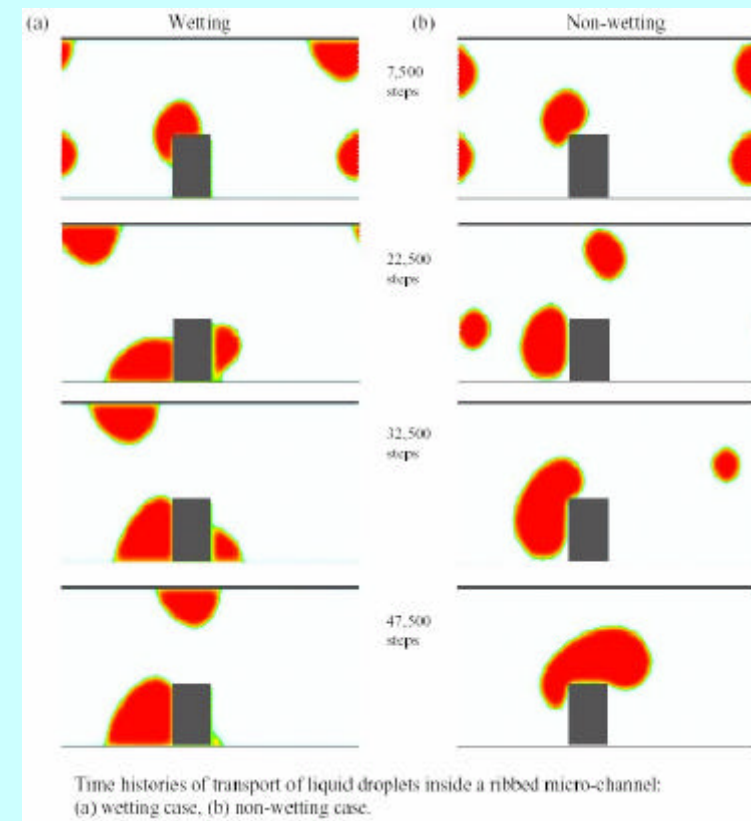 (a)
Wetting
(b)
Non-wetting
7,500
steps
22,500
steps
32,500
steps
47,500
steps
Time histories of transport of liquid droplets inside a ribbed micro-channel:
(a) wetting case, (b) non-wetting case.